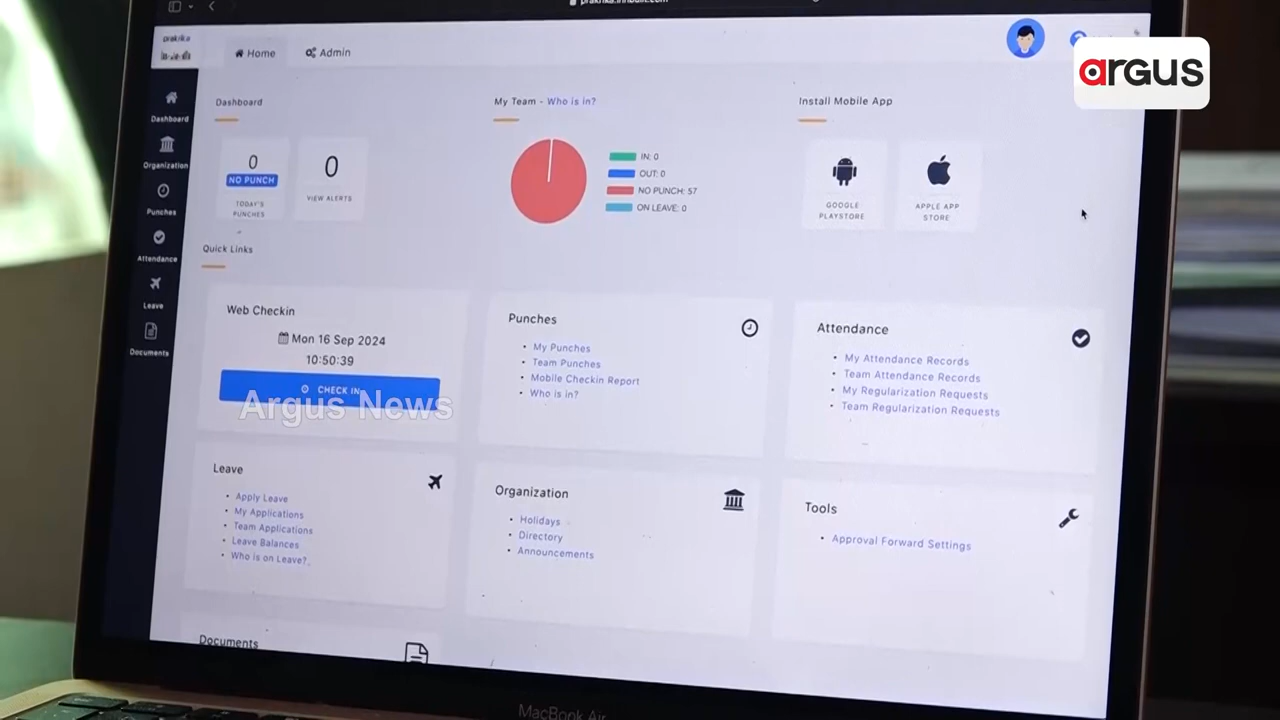 Home
Admin
argus
Dashboard
Organization
Punches
Attendance
Leave
Documents
Dashboard
0
NO PUNCH
TODAY'S
PUNCHES
0
VIEW ALERTS
My Team - Who is in?
IN: 0
OUT: 0
NO PUNCH: 57
ON LEAVE: 0
Install Mobile App
GOOGLE
PLAYSTORE
APPLE APP
STORE
Quick Links
Web Checkin
Mon 16 Sep 2024
10:50:39
CHECK IN
Argus News
Punches
My Punches
Team Punches
Mobile Checkin Report
Who is in?
Attendance
My Attendance Records
Team Attendance Records
My Regularization Requests
Team Regularization Requests
Leave
Apply Leave
My Applications
Team Applications
Leave Balances
Who is on Leave?
Organization
Holidays
Directory
Announcements
Tools
Approval Forward Settings
Documents
MacBook Air